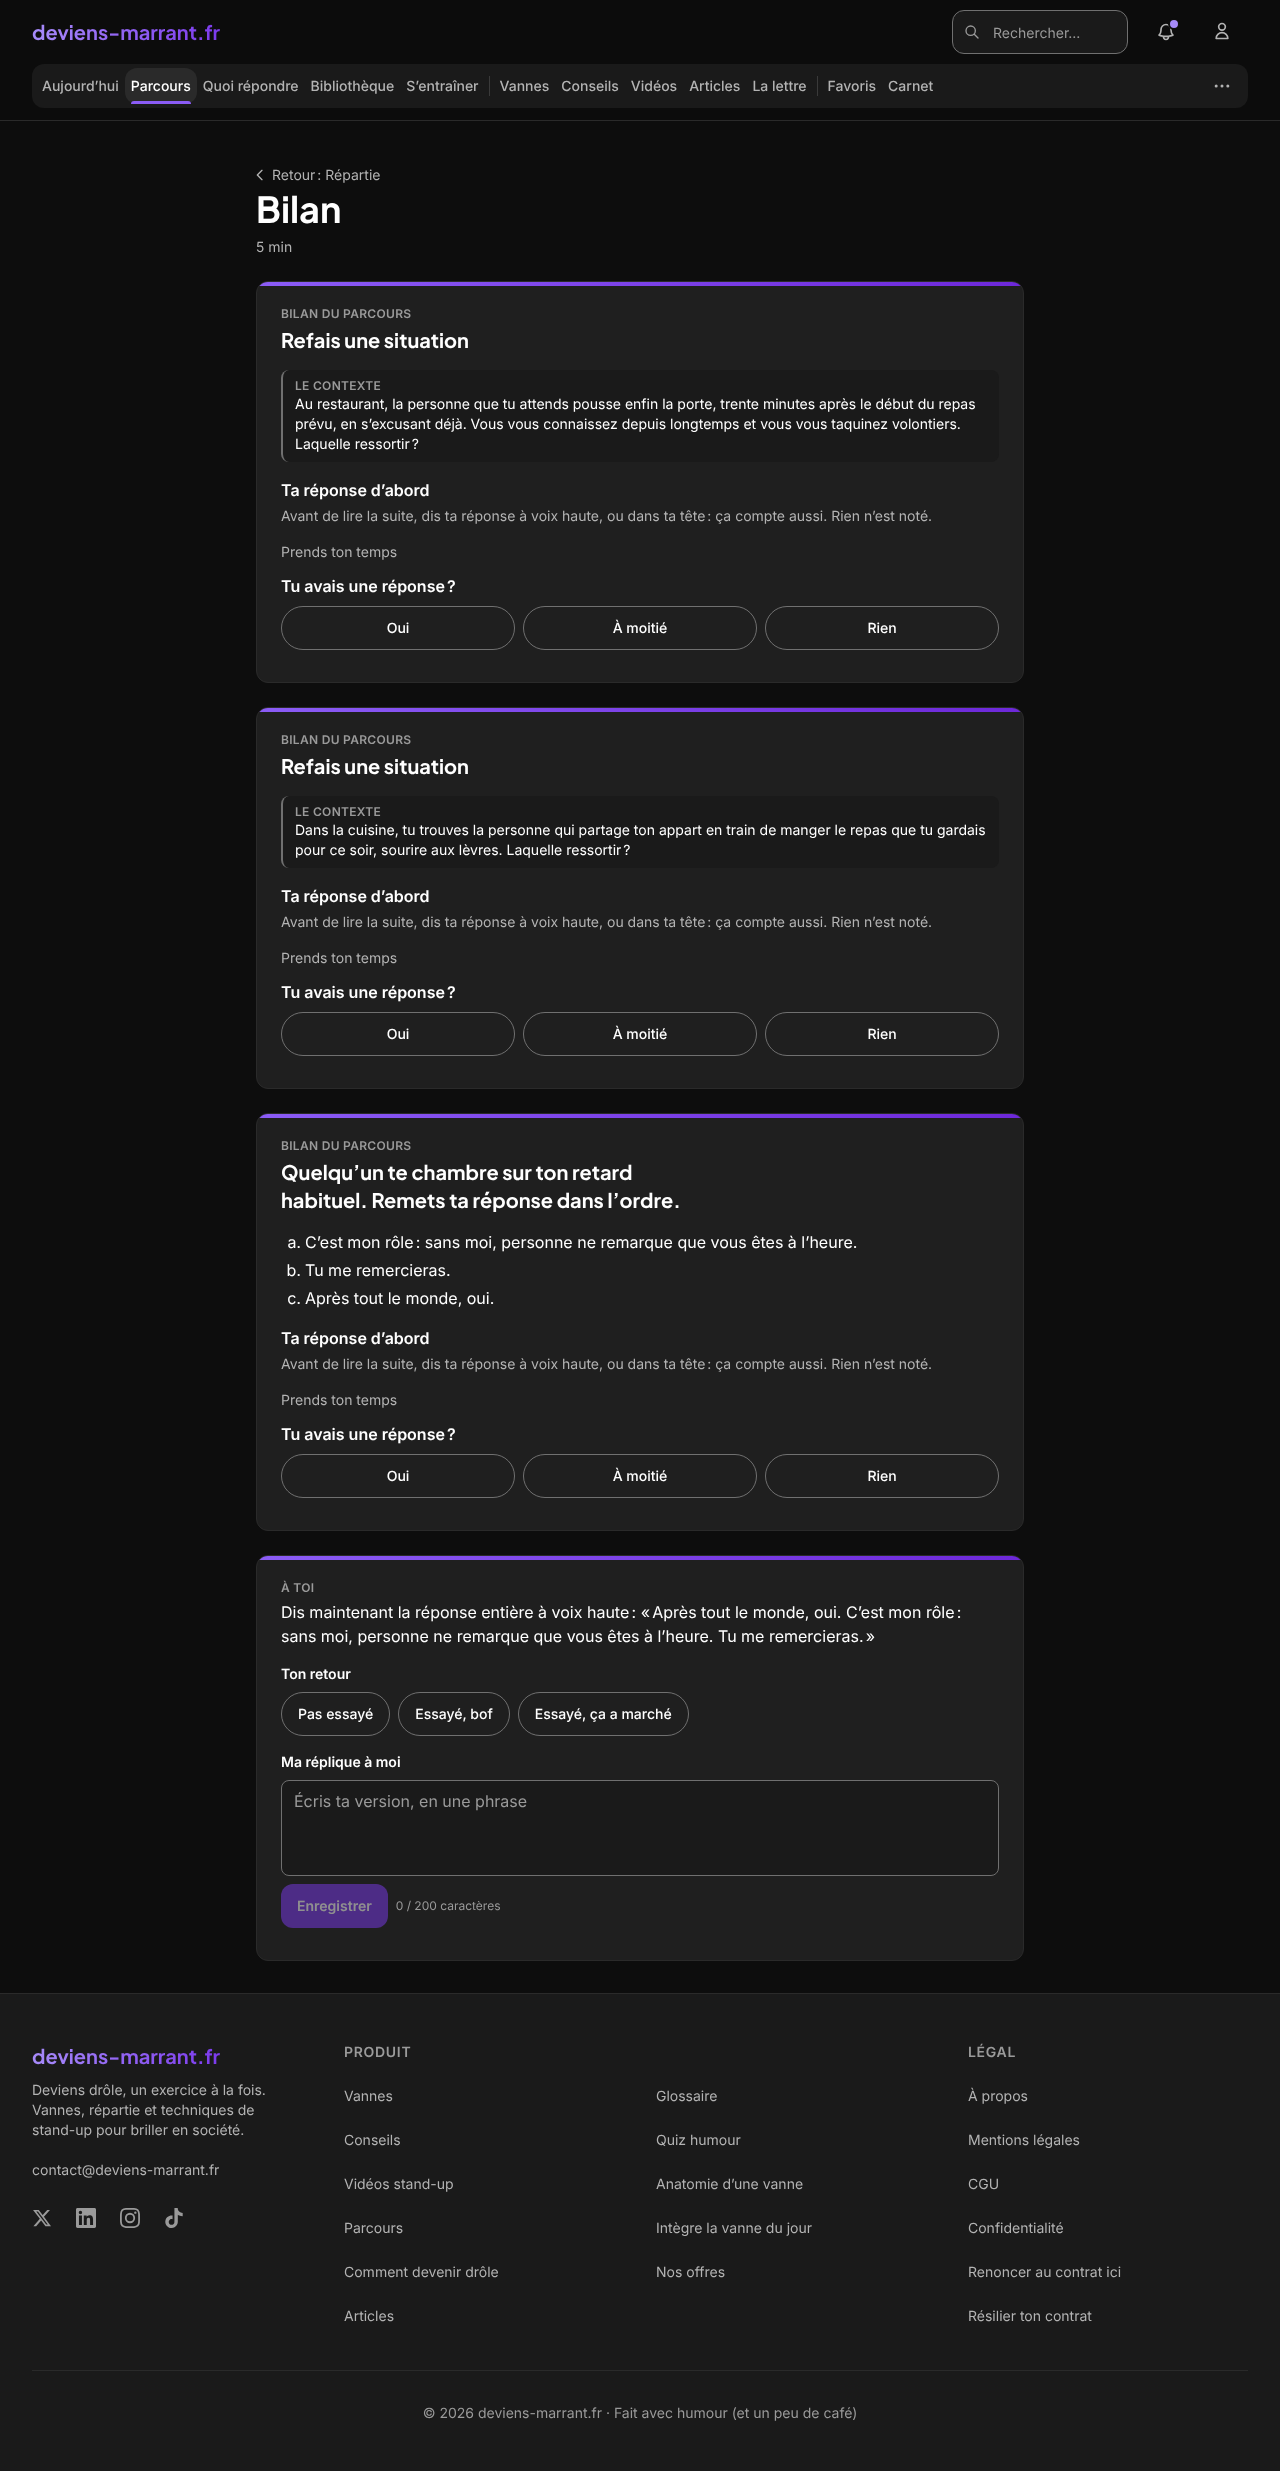 deviens-marrant.fr
Rechercher...
Aujourd’hui
Parcours
Quoi répondre
Bibliothèque
S’entraîner
Vannes
Conseils
Vidéos
Articles
La lettre
Favoris
Carnet
Retour : Répartie
Bilan
5 min
BILAN DU PARCOURS
Refais une situation
LE CONTEXTE
Au restaurant, la personne que tu attends pousse enfin la porte, trente minutes après le début du repas
prévu, en s’excusant déjà. Vous vous connaissez depuis longtemps et vous vous taquinez volontiers.
Laquelle ressortir ?
Ta réponse d’abord
Avant de lire la suite, dis ta réponse à voix haute, ou dans ta tête : ça compte aussi. Rien n’est noté.
Prends ton temps
Tu avais une réponse ?
Oui
À moitié
Rien
BILAN DU PARCOURS
Refais une situation
LE CONTEXTE
Dans la cuisine, tu trouves la personne qui partage ton appart en train de manger le repas que tu gardais
pour ce soir, sourire aux lèvres. Laquelle ressortir ?
Ta réponse d’abord
Avant de lire la suite, dis ta réponse à voix haute, ou dans ta tête : ça compte aussi. Rien n’est noté.
Prends ton temps
Tu avais une réponse ?
Oui
À moitié
Rien
BILAN DU PARCOURS
Quelqu’un te chambre sur ton retard
habituel. Remets ta réponse dans l’ordre.
a. C’est mon rôle : sans moi, personne ne remarque que vous êtes à l’heure.
b. Tu me remercieras.
c. Après tout le monde, oui.
Ta réponse d’abord
Avant de lire la suite, dis ta réponse à voix haute, ou dans ta tête : ça compte aussi. Rien n’est noté.
Prends ton temps
Tu avais une réponse ?
Oui
À moitié
Rien
À TOI
Dis maintenant la réponse entière à voix haute : « Après tout le monde, oui. C’est mon rôle :
sans moi, personne ne remarque que vous êtes à l’heure. Tu me remercieras. »
Ton retour
Pas essayé
Essayé, bof
Essayé, ça a marché
Ma réplique à moi
Écris ta version, en une phrase
Enregistrer
0 / 200 caractères
deviens-marrant.fr
Deviens drôle, un exercice à la fois.
Vannes, répartie et techniques de
stand-up pour briller en société.
contact@deviens-marrant.fr
PRODUIT
Vannes
Conseils
Vidéos stand-up
Parcours
Comment devenir drôle
Articles
Glossaire
Quiz humour
Anatomie d’une vanne
Intègre la vanne du jour
Nos offres
LÉGAL
À propos
Mentions légales
CGU
Confidentialité
Renoncer au contrat ici
Résilier ton contrat
© 2026 deviens-marrant.fr · Fait avec humour (et un peu de café)